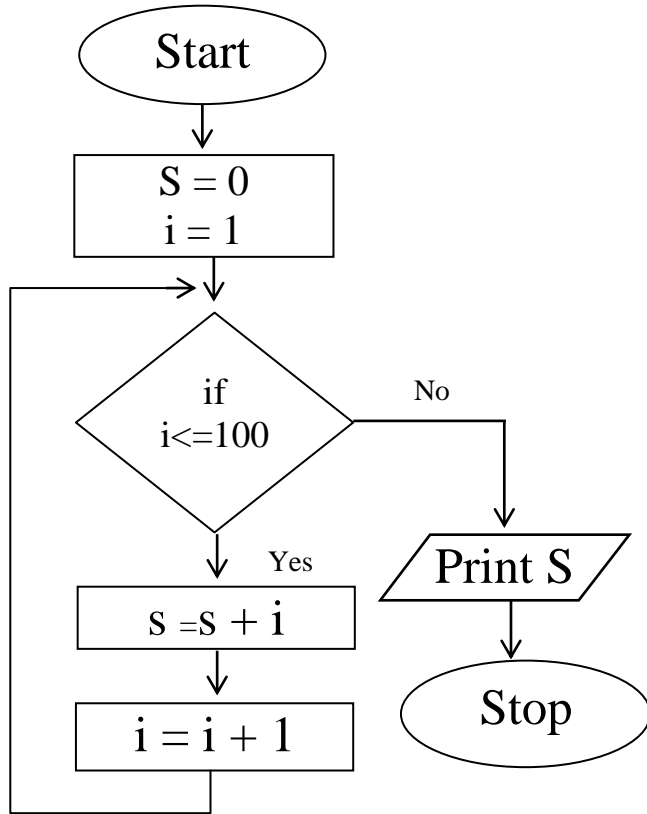 Start
S = 0
i = 1
if
i<=100
No
Yes
Print S
s =s + i
Stop
i = i + 1